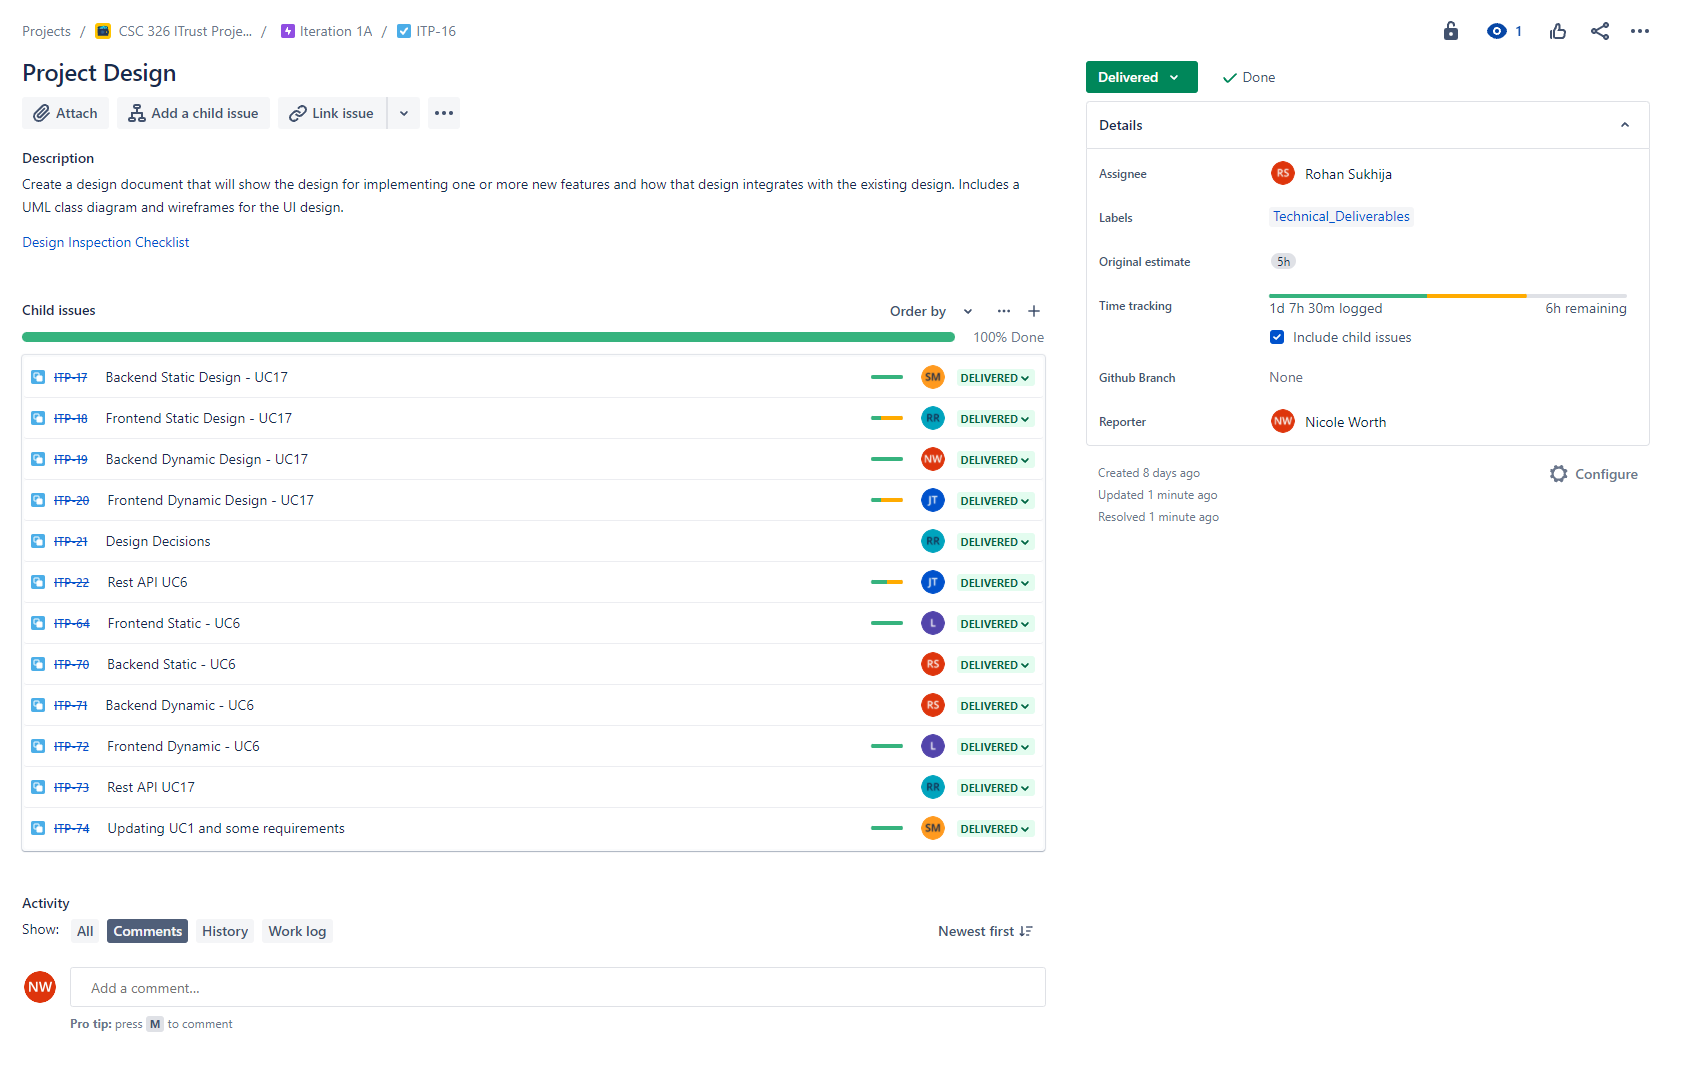 Projects / CSC 326 ITrust Proje... / Iteration 1A / ITP-16
1
Project Design
Delivered
Done
Attach
Add a child issue
Link issue
Details
Description
Create a design document that will show the design for implementing one or more new features and how that design integrates with the existing design. Includes a
UML class diagram and wireframes for the UI design.
Design Inspection Checklist
Assignee RS Rohan Sukhija
Labels Technical_Deliverables
Original estimate 5h
Time tracking 1d 7h 30m logged 6h remaining
Include child issues
Github Branch None
Reporter NW Nicole Worth
Created 8 days ago
Updated 1 minute ago
Resolved 1 minute ago
Configure
Child issues Order by
100% Done
ITP-17 Backend Static Design - UC17 SM DELIVERED
ITP-18 Frontend Static Design - UC17 RR DELIVERED
ITP-19 Backend Dynamic Design - UC17 NW DELIVERED
ITP-20 Frontend Dynamic Design - UC17 JT DELIVERED
ITP-21 Design Decisions RR DELIVERED
ITP-22 Rest API UC6 JT DELIVERED
ITP-64 Frontend Static - UC6 L DELIVERED
ITP-70 Backend Static - UC6 RS DELIVERED
ITP-71 Backend Dynamic - UC6 RS DELIVERED
ITP-72 Frontend Dynamic - UC6 L DELIVERED
ITP-73 Rest API UC17 RR DELIVERED
ITP-74 Updating UC1 and some requirements SM DELIVERED
Activity
Show: All Comments History Work log Newest first
NW Add a comment...
Pro tip: press M to comment